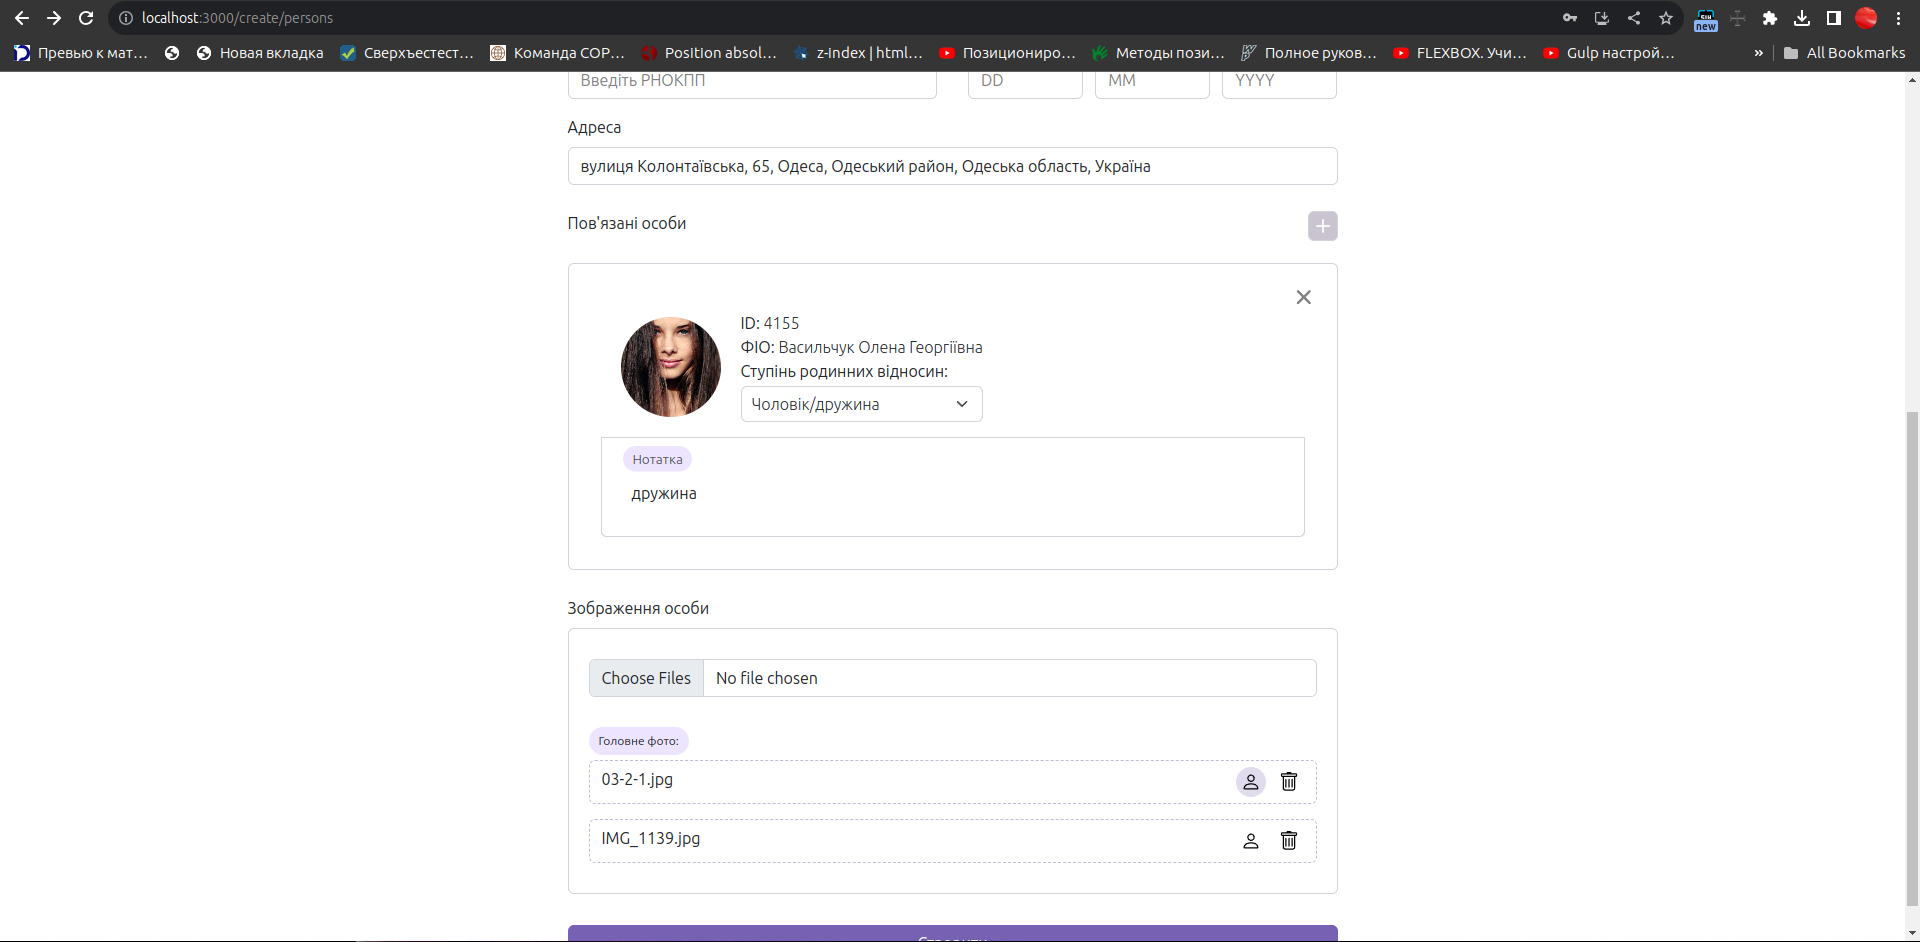 localhost:3000/create/persons
new
Превью к мат... Новая вкладка Сверхъестест... Команда СОР... Position absol... z-index | html... Позициониро... Методы пози... Полное руков... FLEXBOX. Учи... Gulp настрой... » All Bookmarks
Введіть РНОКПП DD MM YYYY
Адреса
вулиця Колонтаївська, 65, Одеса, Одеський район, Одеська область, Україна
Пов'язані особи
ID: 4155
ФІО: Васильчук Олена Георгіївна
Ступінь родинних відносин:
Чоловік/дружина
Нотатка
дружина
Зображення особи
Choose Files No file chosen
Головне фото:
03-2-1.jpg
IMG_1139.jpg
Створити